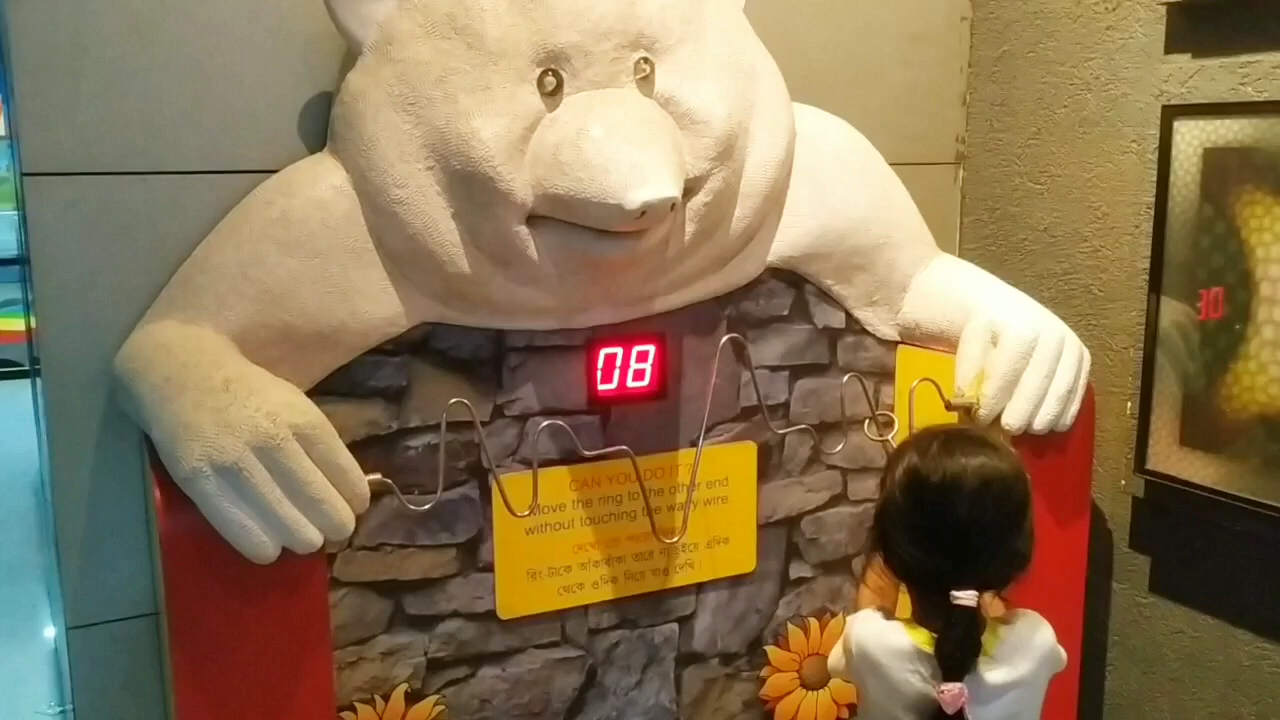 08
30
CAN YOU DO IT ?
Move the ring to the other end
without touching the wavy wire.
দেখো তো
রিং-টাকে আঁকাবাঁকা তারে না ছুঁইয়ে এদিক
থেকে ওদিক নিয়ে যাও দেখি।